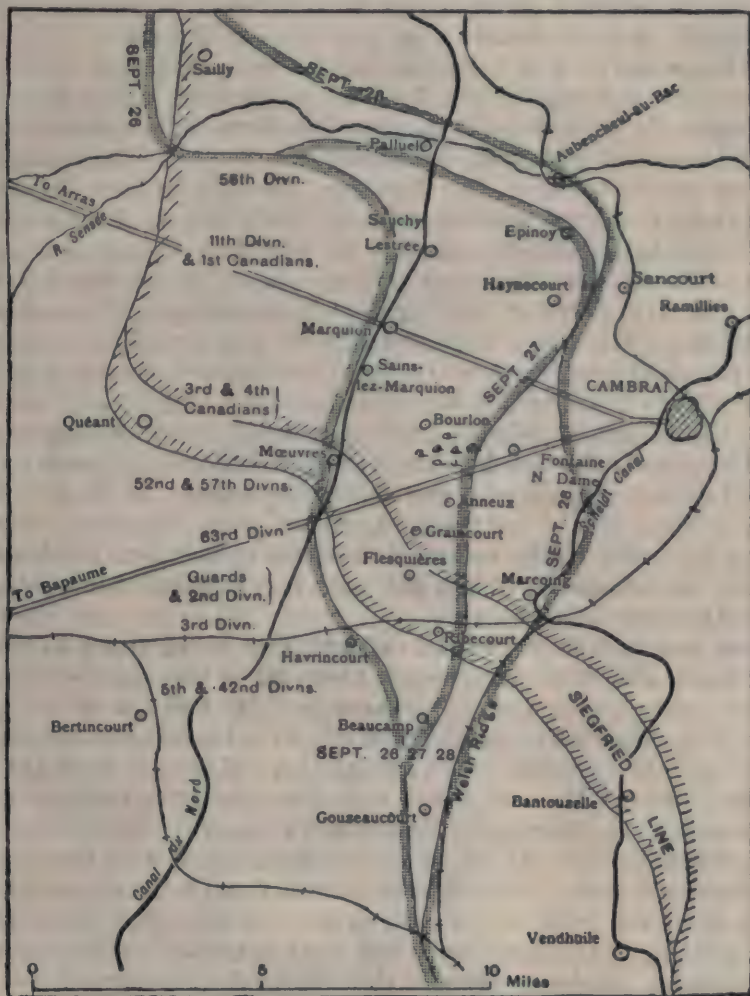 SEPT. 26
Sailly
SEPT. 28
Aubencheul-au-Bac
Palluel
56th Divn.
To Arras
R. Sensée
Sauchy
Lestrée
11th Divn.
& 1st Canadians.
Epinoy
Haynecourt
Sancourt
Ramillies
Marquion
SEPT. 27
Sains-
lez-Marquion
CAMBRAI
3rd & 4th
Canadians
Quéant
Bourlon
Mœuvres
Fontaine
N Dame
52nd & 57th Divns.
Anneux
SEPT. 28
Scheldt Canal
63rd Divn
Graincourt
Flesquières
To Bapaume
Guards
& 2nd Divn.
Marcoing
3rd Divn.
Ribecourt
Havrincourt
5th & 42nd Divns.
SIEGFRIED
LINE
Bertincourt
Beaucamp
SEPT. 26 27 28
Welsh Ridge
Bantouzelle
Gouseaucourt
Canal du Nord
Vendhuile
0 5 10 Miles